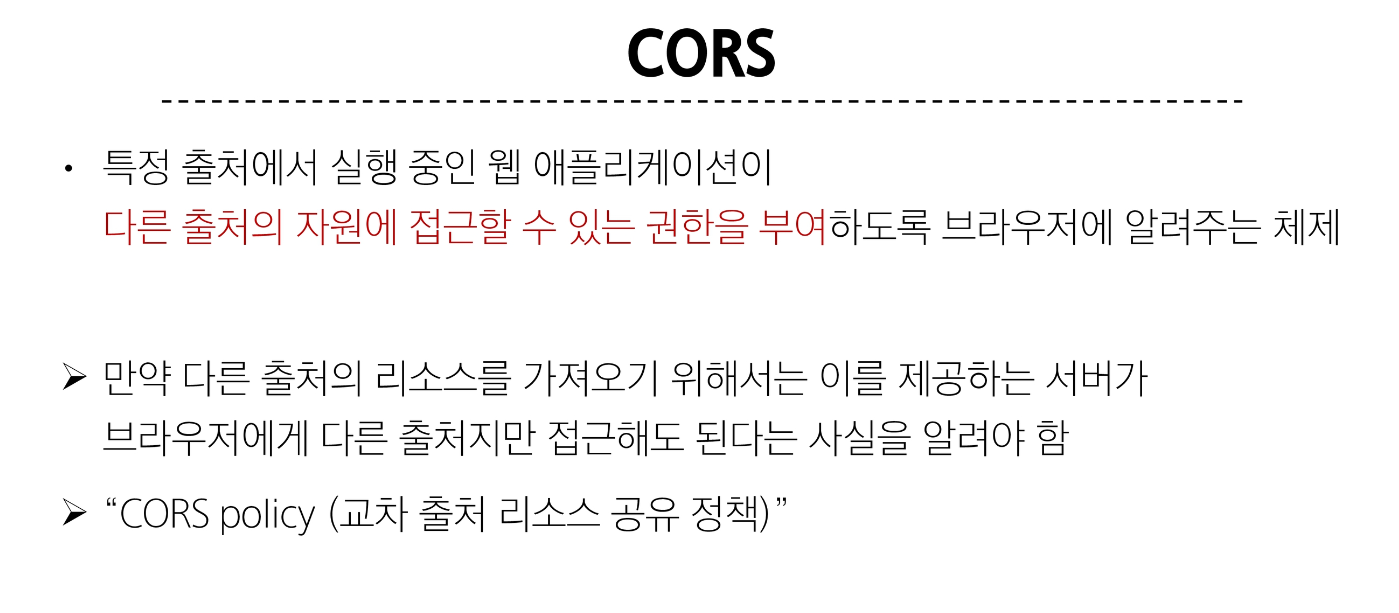 CORS
• 특정 출처에서 실행 중인 웹 애플리케이션이
다른 출처의 자원에 접근할 수 있는 권한을 부여하도록 브라우저에 알려주는 체제
➢ 만약 다른 출처의 리소스를 가져오기 위해서는 이를 제공하는 서버가
브라우저에게 다른 출처지만 접근해도 된다는 사실을 알려야 함
➢ “CORS policy (교차 출처 리소스 공유 정책)”